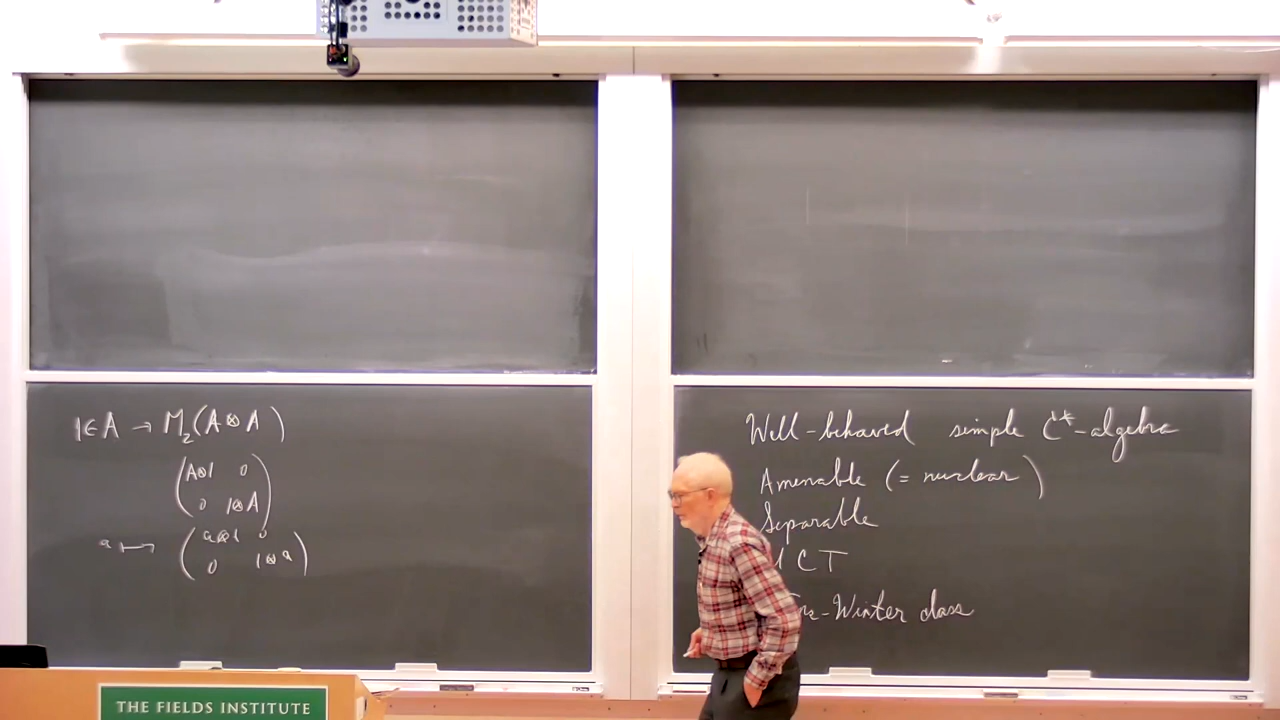 1∈A → M₂(A⊗A)
(A⊗1 0
0 1⊗A)
a ↦ (a⊗1 0
0 1⊗a)
Well-behaved simple C*-algebra
Amenable (= nuclear)
Separable
CT
-Winter class
THE FIELDS INSTITUTE